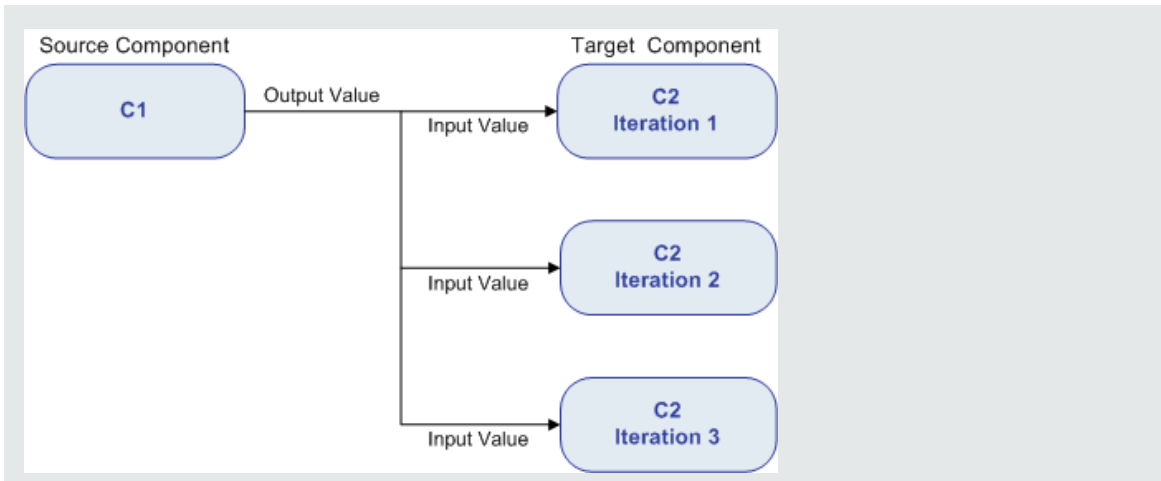 Source Component
Target Component
C1
Output Value
Input Value
C2
Iteration 1
Input Value
C2
Iteration 2
Input Value
C2
Iteration 3